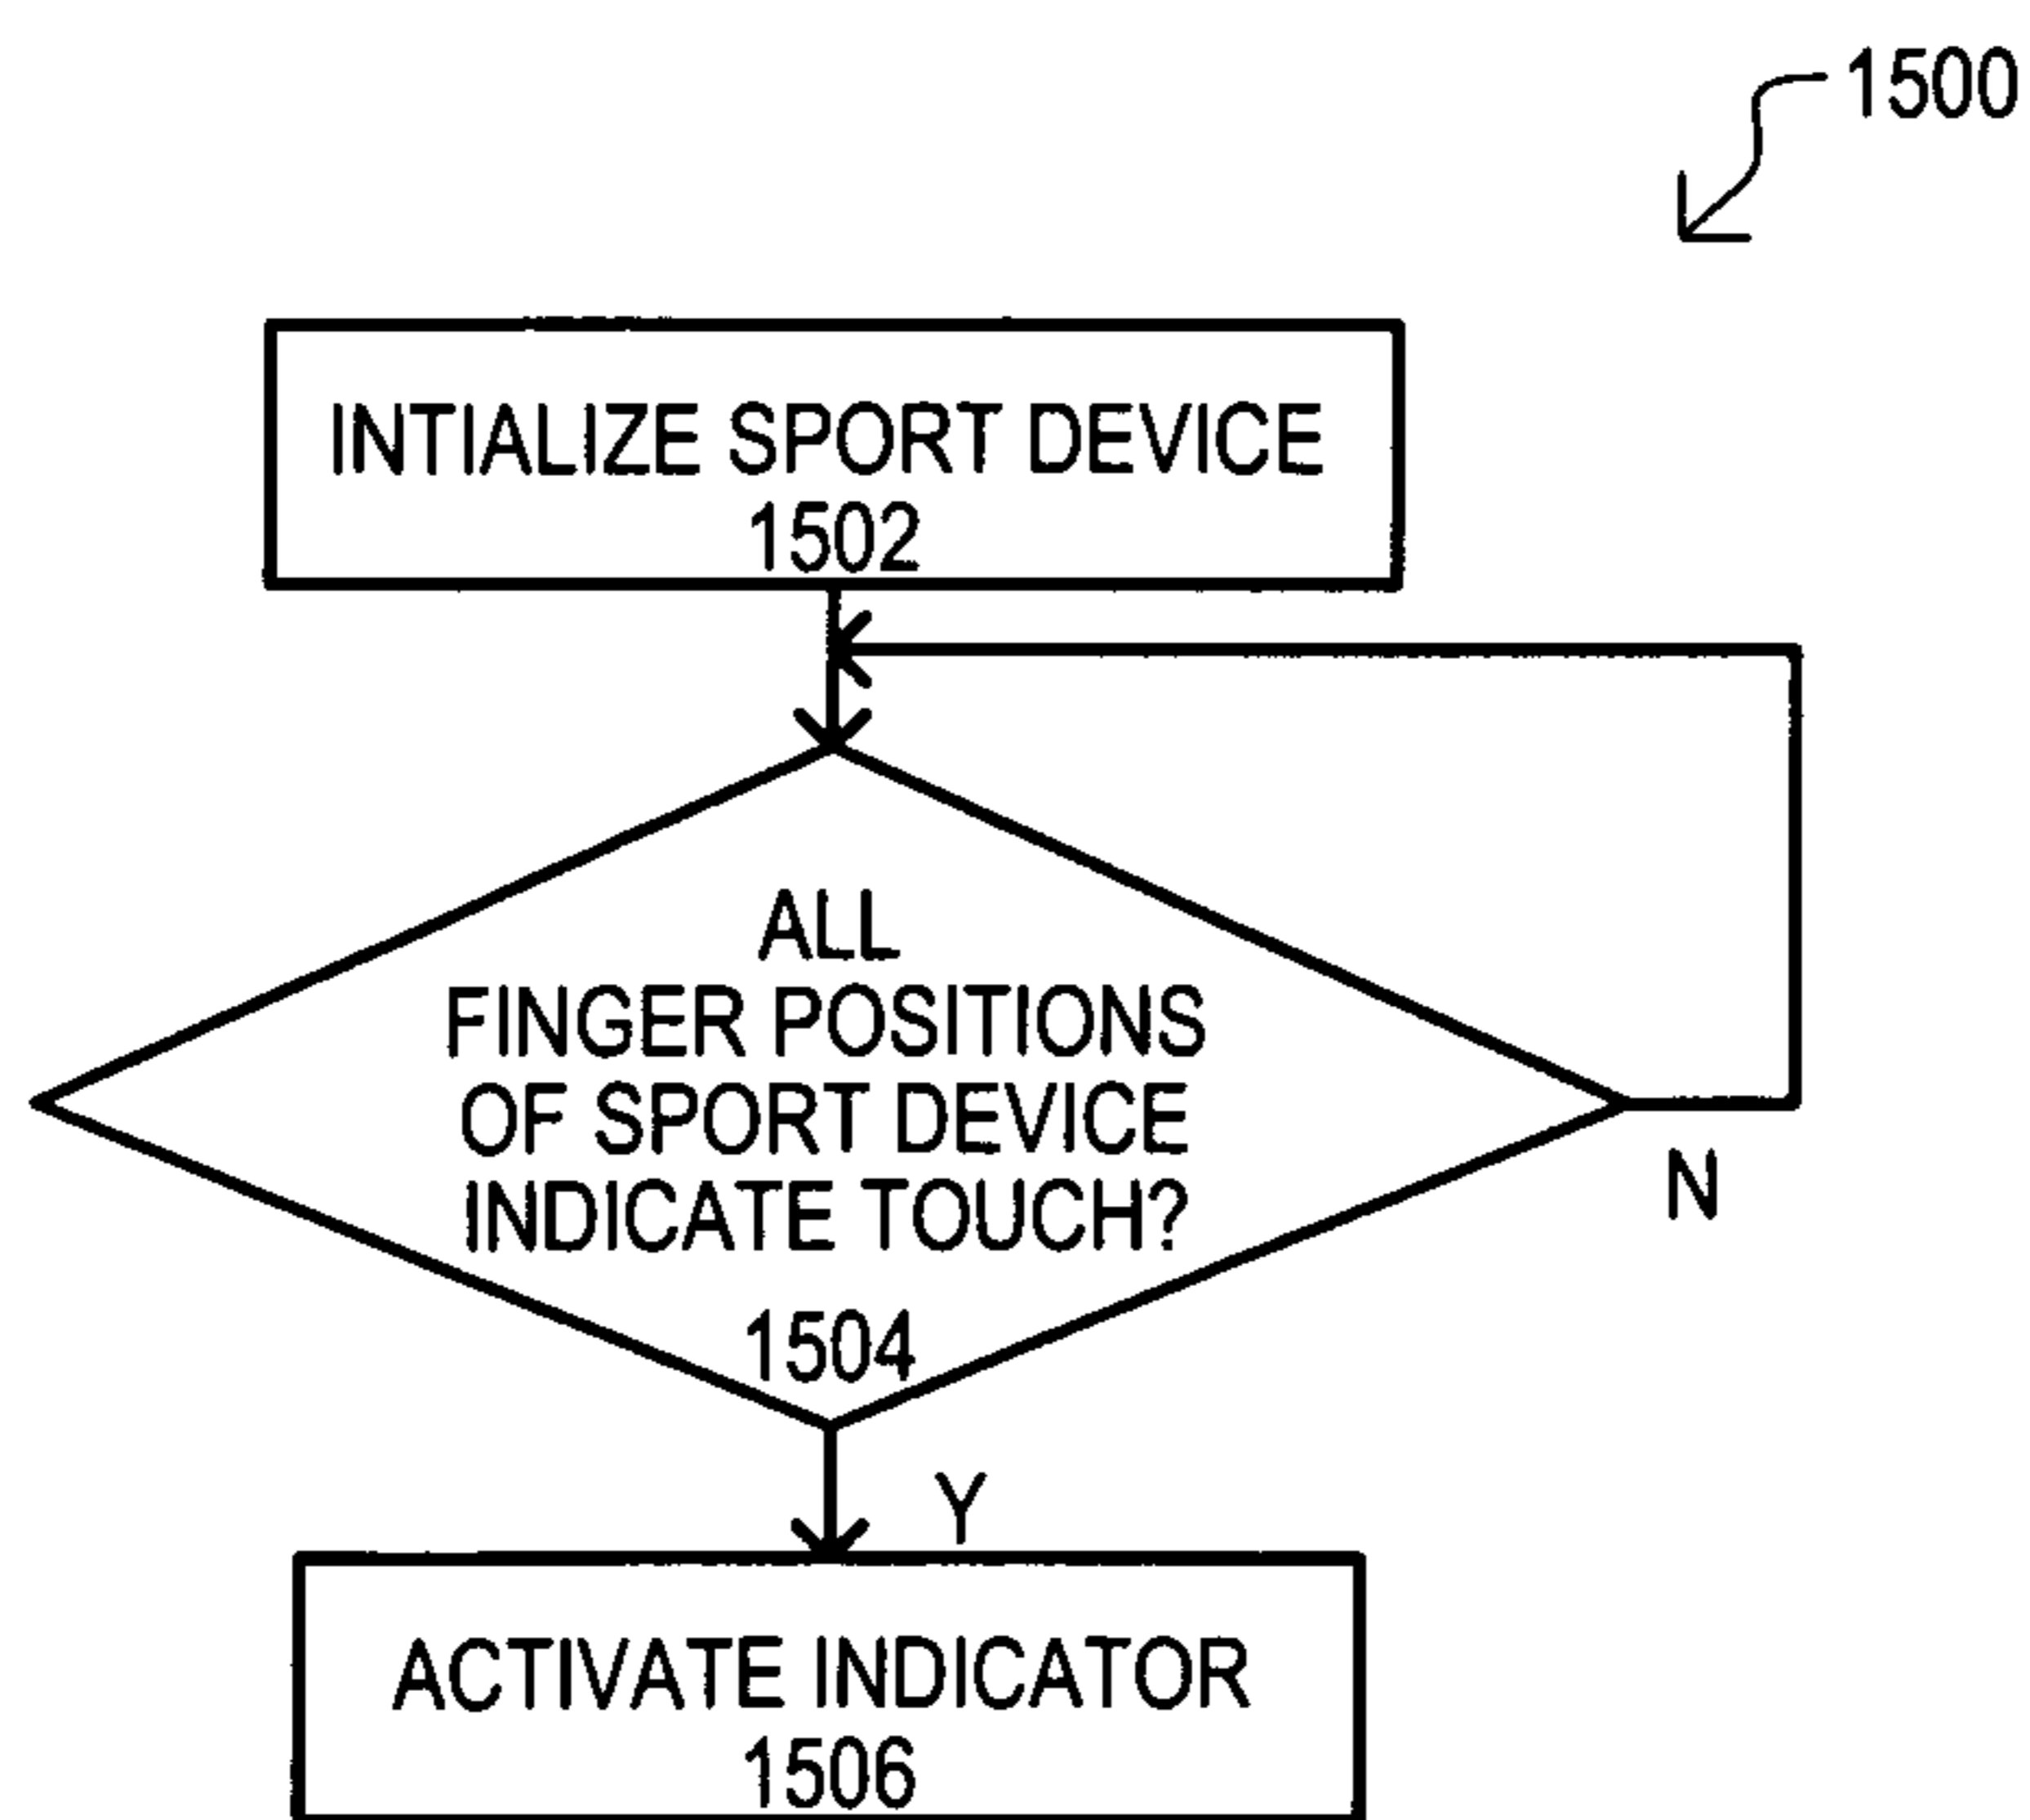 1500
INTIALIZE SPORT DEVICE
1502
ALL
FINGER POSITIONS
OF SPORT DEVICE
INDICATE TOUCH?
1504
N
Y
ACTIVATE INDICATOR
1506